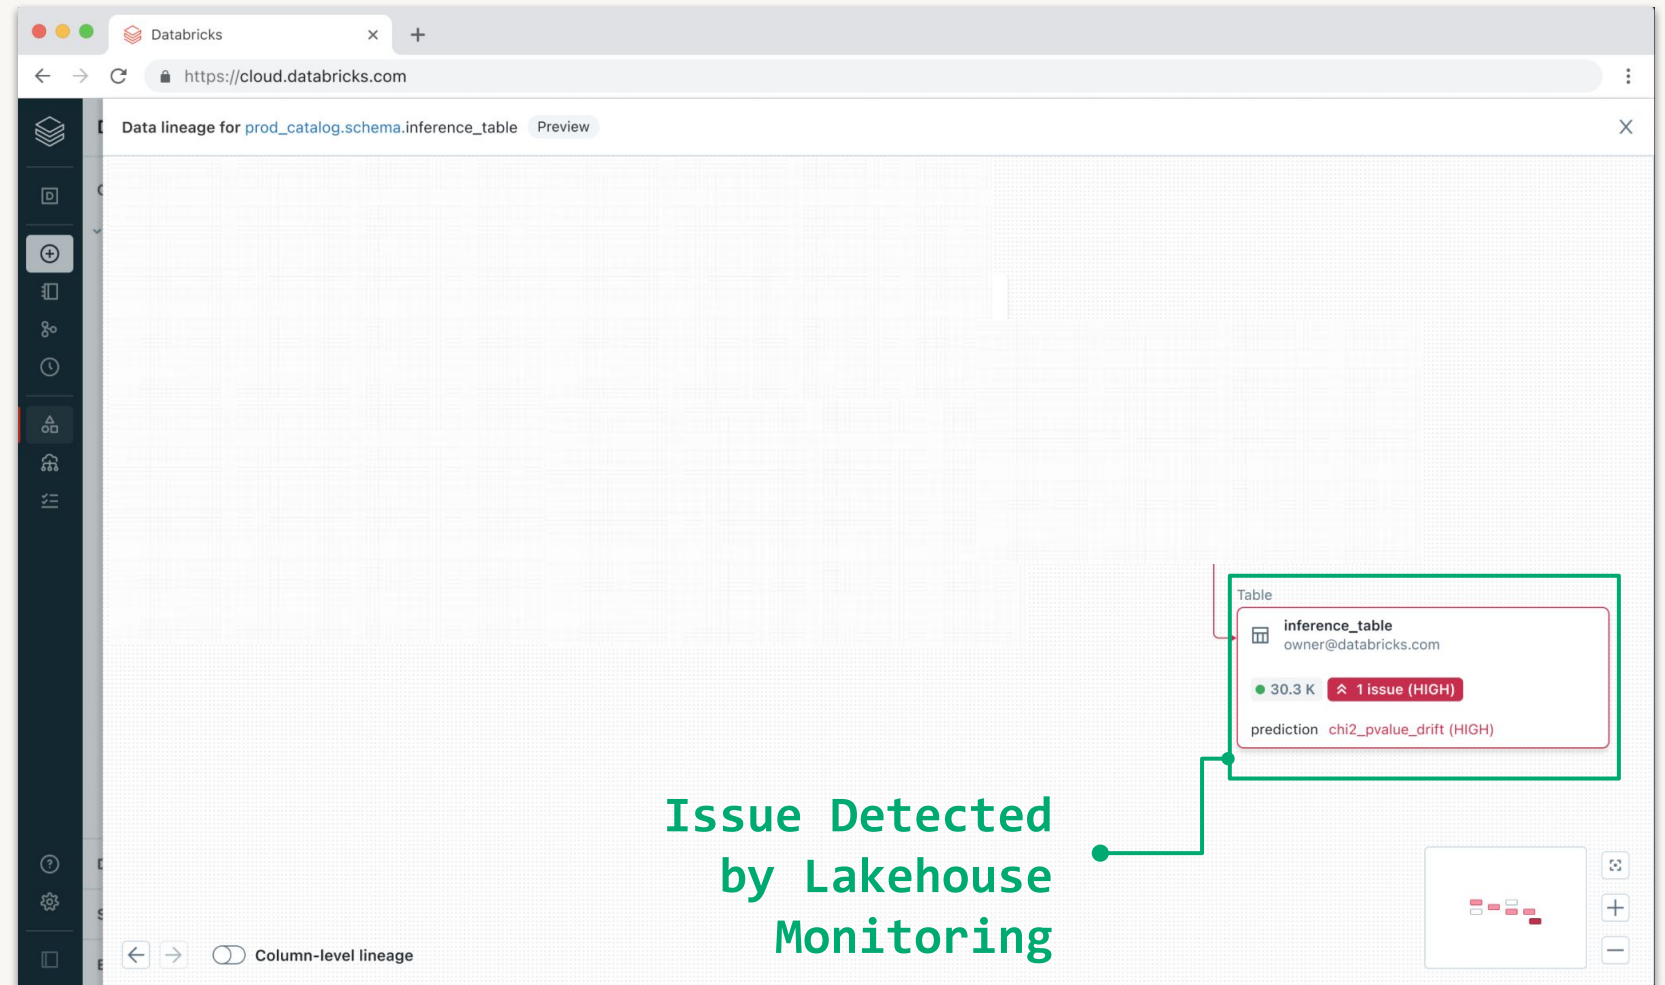 Databricks
https://cloud.databricks.com
Data lineage for prod_catalog.schema.inference_table Preview
Table
inference_table
owner@databricks.com
30.3 K 1 issue (HIGH)
prediction chi2_pvalue_drift (HIGH)
Issue Detected
by Lakehouse
Monitoring
Column-level lineage